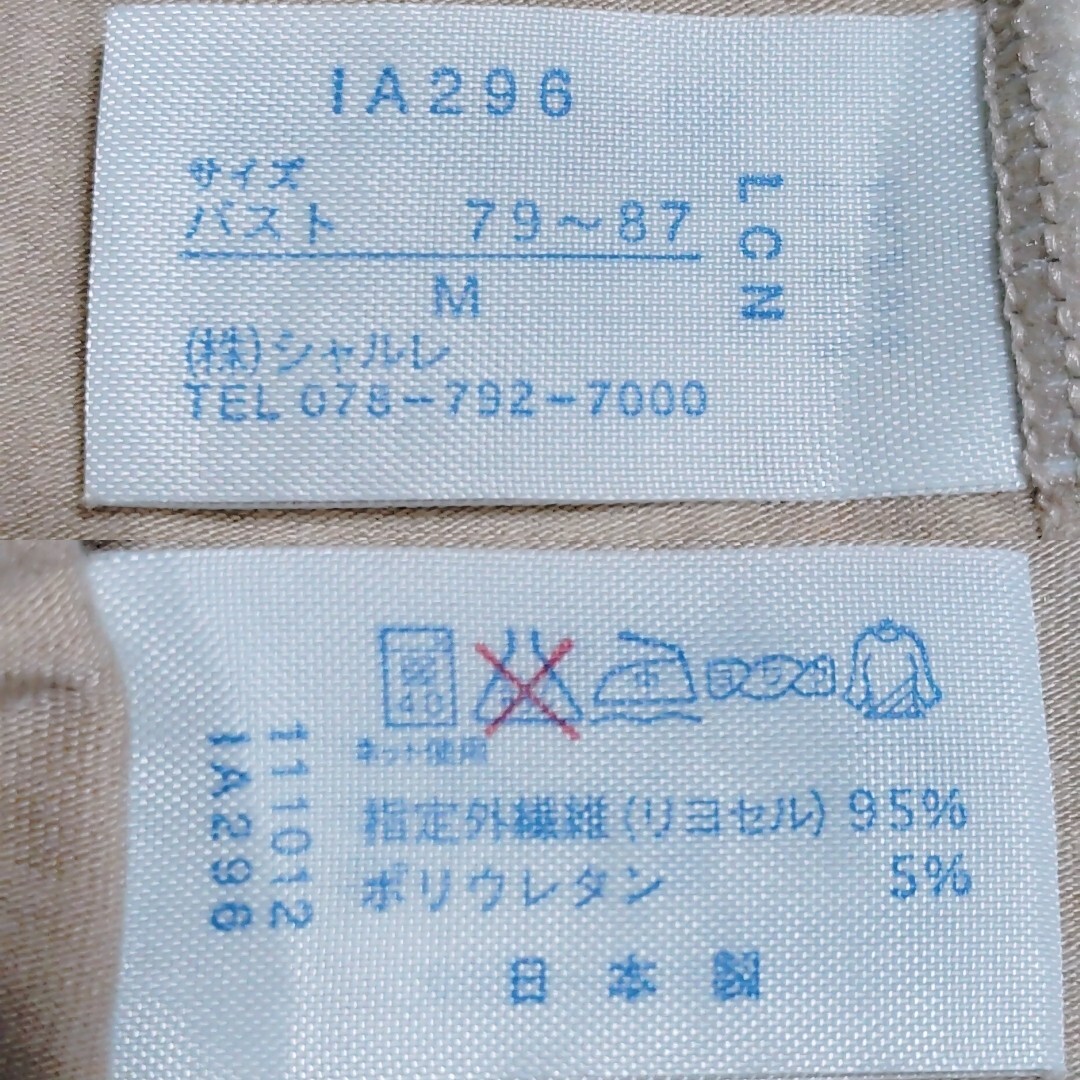 IA296
サイズ
バスト 79～87
M
(株)シャルレ
TEL 078-792-7000
LCN
40
ネット使用
指定外繊維(リヨセル) 95%
ポリウレタン 5%
日本製
111012
IA296